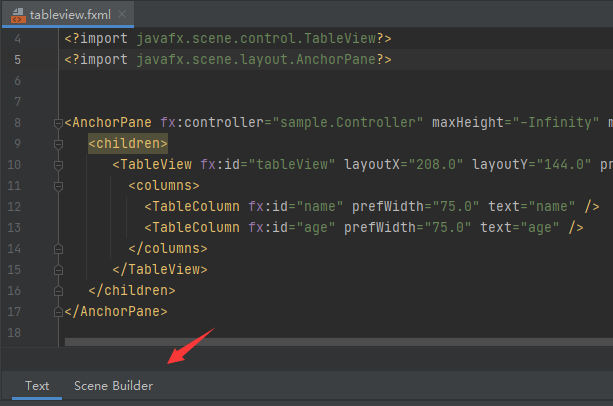 tableview.fxml
4 <?import javafx.scene.control.TableView?>
5 <?import javafx.scene.layout.AnchorPane?>
6
7
8 <AnchorPane fx:controller="sample.Controller" maxHeight="-Infinity" m
9 <children>
10 <TableView fx:id="tableView" layoutX="208.0" layoutY="144.0" pr
11 <columns>
12 <TableColumn fx:id="name" prefWidth="75.0" text="name" />
13 <TableColumn fx:id="age" prefWidth="75.0" text="age" />
14 </columns>
15 </TableView>
16 </children>
17 </AnchorPane>
18
Text Scene Builder